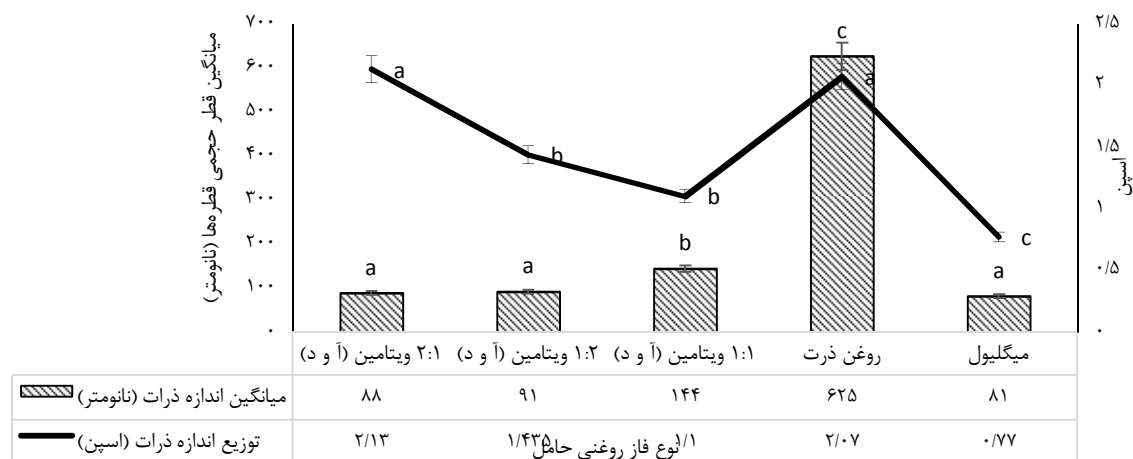 میانگین قطر حجمی قطره‌ها (نانومتر)
۷۰۰
۶۰۰
۵۰۰
۴۰۰
۳۰۰
۲۰۰
۱۰۰
۰
a
b
b
a
c
a
a
b
c
a
۲/۵
۲
۱/۵
۱
۰/۵
۰
اسپن
۲:۱ ویتامین (آ و د)
۱:۲ ویتامین (آ و د)
۱:۱ ویتامین (آ و د)
روغن ذرت
میگلیول
میانگین اندازه ذرات (نانومتر)
۸۸
۹۱
۱۴۴
۶۲۵
۸۱
توزیع اندازه ذرات (اسپن)
۲/۱۳
۱/۴۳۵
۱/۱
۲/۰۷
۰/۷۷
نوع فاز روغنی حامل